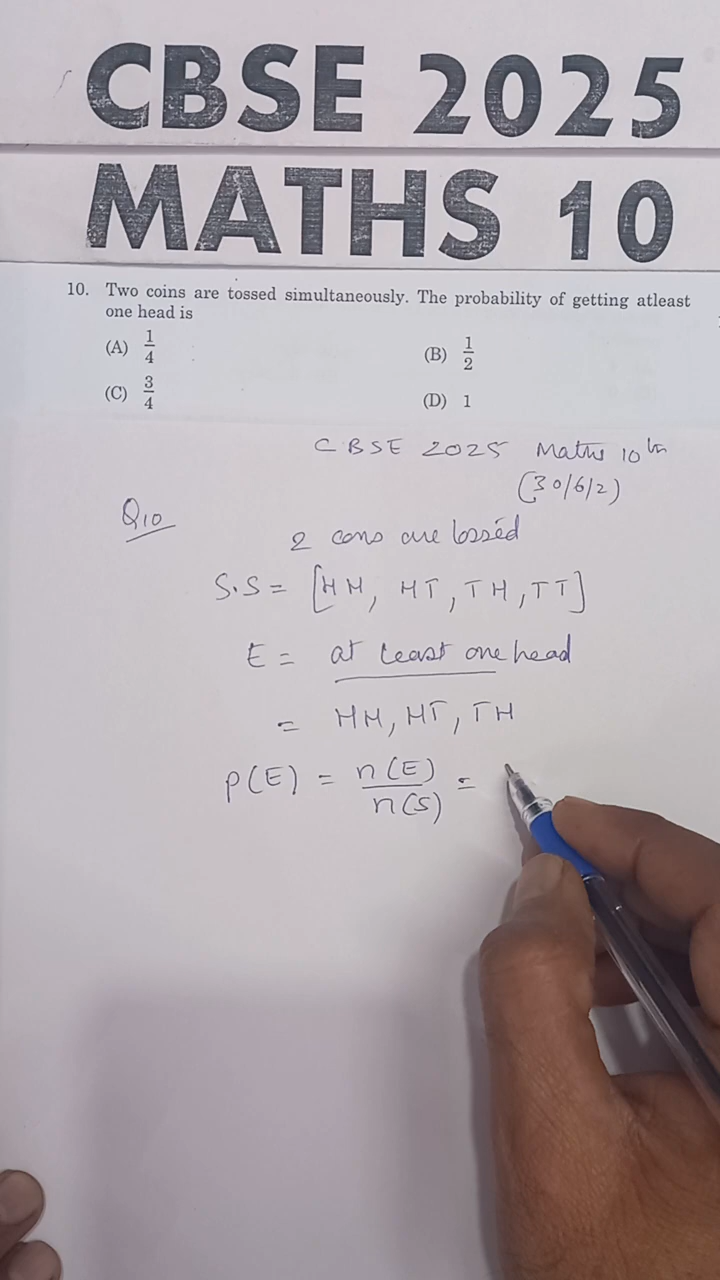 CBSE 2025
MATHS 10
10. Two coins are tossed simultaneously. The probability of getting atleast
one head is
(A) 1/4
(B) 1/2
(C) 3/4
(D) 1
CBSE 2025 Maths 10th
(30/6/2)
Q10
2 cons are tossed
S.S = [HH, HT, TH, TT]
E = at least one head
= HH, HT, TH
P(E) = n(E)/n(S) =